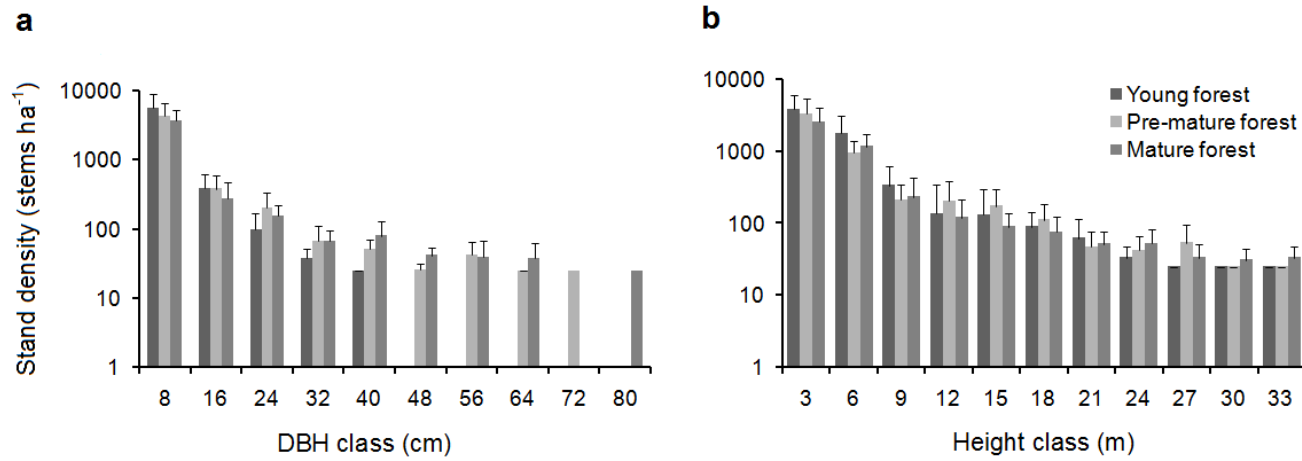 a
Stand density (stems ha-1)
10000
1000
100
10
1
8 16 24 32 40 48 56 64 72 80
DBH class (cm)
b
10000
1000
100
10
1
Young forest
Pre-mature forest
Mature forest
3 6 9 12 15 18 21 24 27 30 33
Height class (m)